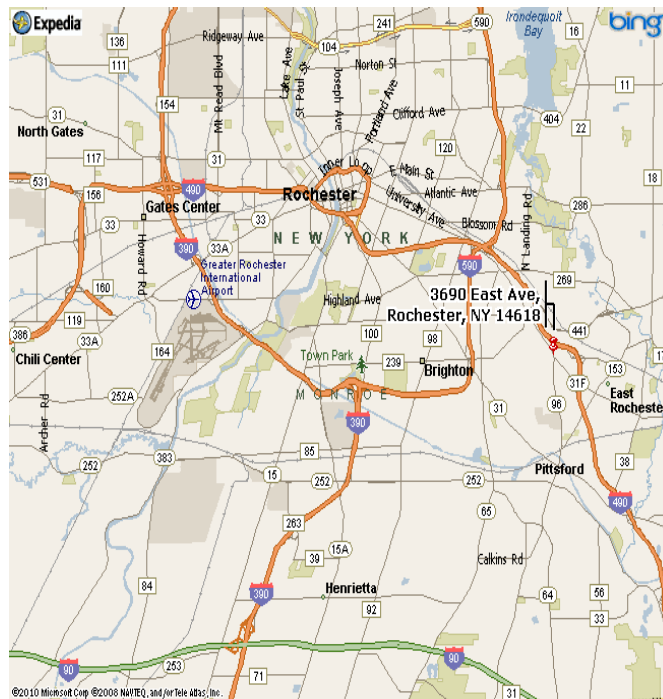 Expedia
bing
Irondequoit
Bay
136
Ridgeway Ave
241
590
16
111
104
Norton St
11
154
Mt Read Blvd
Lake Ave
St Paul St
Joseph Ave
Portland Ave
Clifford Ave
31
404
22
North Gates
120
117
31
Inner Loop
E. Main St
531
156
490
Rochester
University Ave
Atlantic Ave
18
33
Gates Center
33
Blossom Rd
N Landing Rd
286
Howard Rd
390
33A
NEW YORK
590
Greater Rochester
International
Airport
269
160
Highland Ave
3690 East Ave,
Rochester, NY 14618
119
386
33A
100
98
441
Chili Center
164
Town Park
239
Brighton
31F
153
East Rochester
252A
MONROE
31
96
Archer Rd
390
383
85
Pittsford
38
252
15
252
252
490
65
263
15A
39
Calkins Rd
84
Henrietta
390
92
64
56
33
90
253
71
90
©2010 Microsoft Corp ©2008 NAVTEQ, and/or Tele Atlas, Inc.